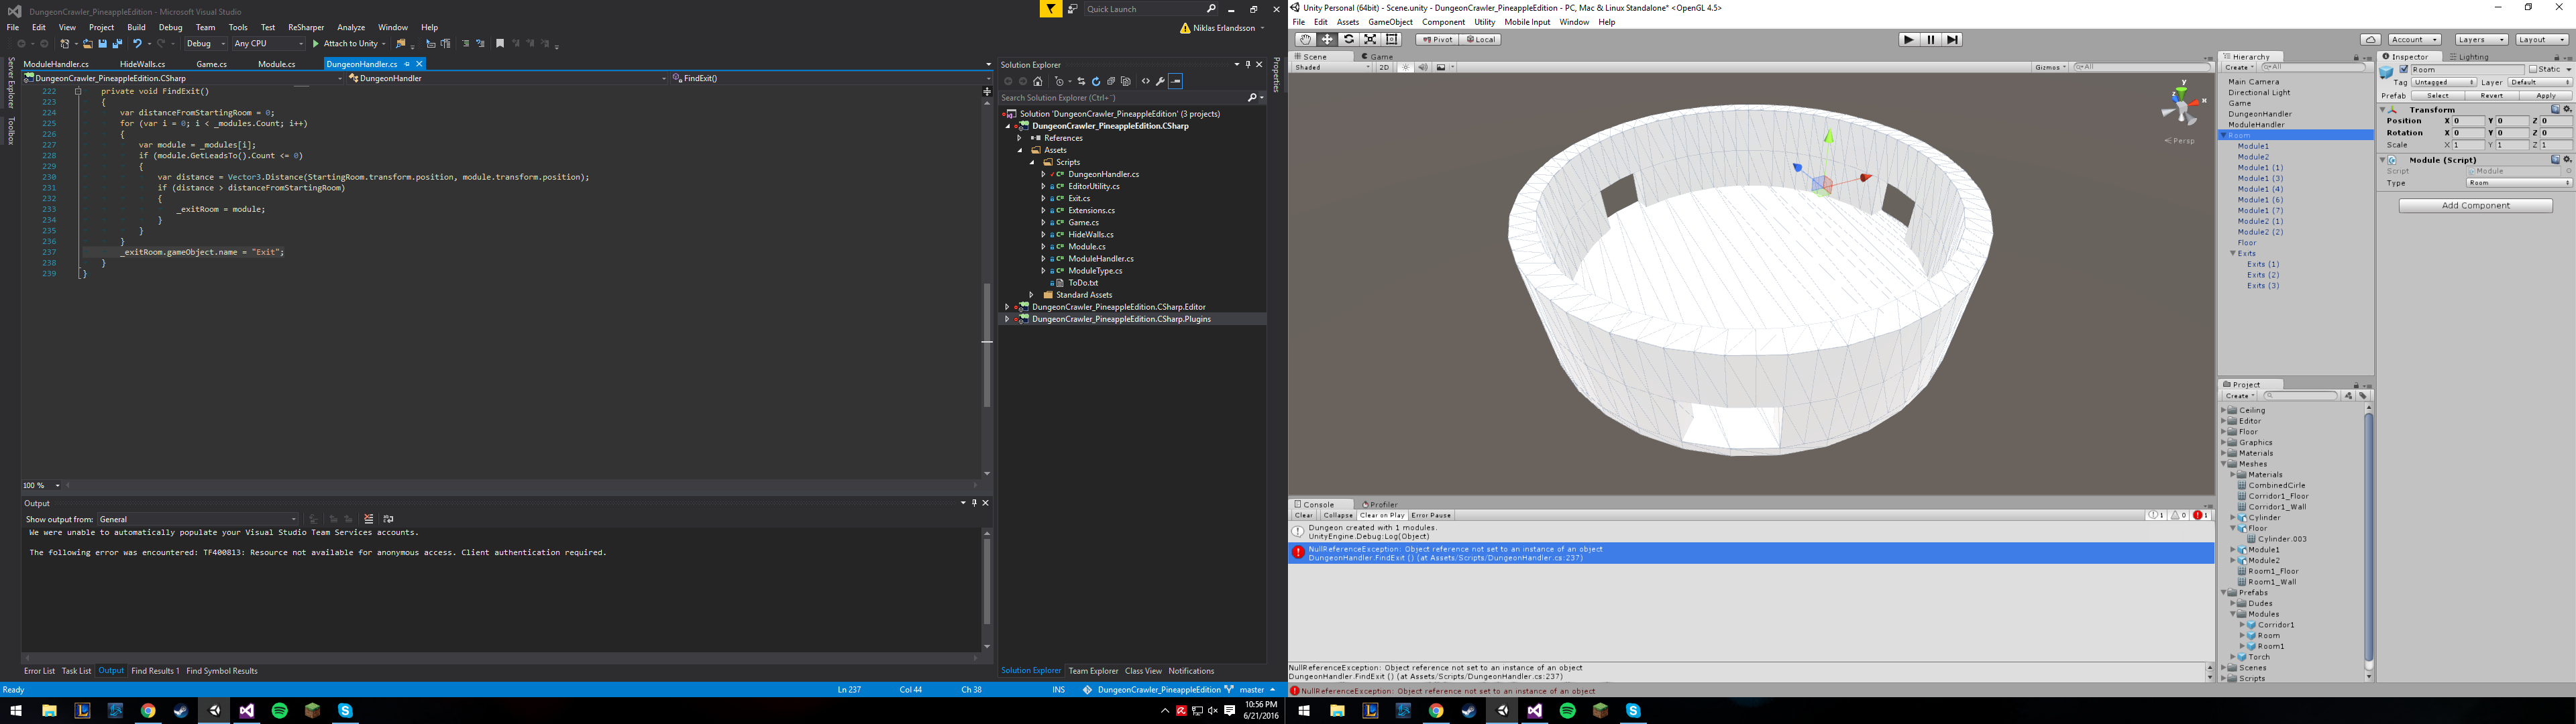 DungeonCrawler_PineappleEdition - Microsoft Visual Studio
Quick Launch
File Edit View Project Build Debug Team Tools Test ReSharper Analyze Window Help
Niklas Erlandsson
Debug Any CPU Attach to Unity
ModuleHandler.cs HideWalls.cs Game.cs Module.cs DungeonHandler.cs
DungeonCrawler_PineappleEdition.CSharp DungeonHandler FindExit()
Server Explorer
Toolbox
222 private void FindExit()
223 {
224 var distanceFromStartingRoom = 0;
225 for (var i = 0; i < _modules.Count; i++)
226 {
227 var module = _modules[i];
228 if (module.GetLeadsTo().Count <= 0)
229 {
230 var distance = Vector3.Distance(StartingRoom.transform.position, module.transform.position);
231 if (distance > distanceFromStartingRoom)
232 {
233 _exitRoom = module;
234 }
235 }
236 }
237 _exitRoom.gameObject.name = "Exit";
238 }
239 }
100 %
Output
Show output from: General
We were unable to automatically populate your Visual Studio Team Services accounts.
The following error was encountered: TF400813: Resource not available for anonymous access. Client authentication required.
Error List Task List Output Find Results 1 Find Symbol Results
Solution Explorer
Properties
Search Solution Explorer (Ctrl+¨)
Solution 'DungeonCrawler_PineappleEdition' (3 projects)
DungeonCrawler_PineappleEdition.CSharp
References
Assets
Scripts
DungeonHandler.cs
EditorUtility.cs
Exit.cs
Extensions.cs
Game.cs
HideWalls.cs
Module.cs
ModuleHandler.cs
ModuleType.cs
ToDo.txt
Standard Assets
DungeonCrawler_PineappleEdition.CSharp.Editor
DungeonCrawler_PineappleEdition.CSharp.Plugins
Solution Explorer Team Explorer Class View Notifications
Ready Ln 237 Col 44 Ch 38 INS DungeonCrawler_PineappleEdition master
10:56 PM
6/21/2016
Unity Personal (64bit) - Scene.unity - DungeonCrawler_PineappleEdition - PC, Mac & Linux Standalone* <OpenGL 4.5>
File Edit Assets GameObject Component Utility Mobile Input Window Help
Pivot Local Account Layers Layout
Scene Game
Shaded 2D Gizmos All
y
x
z
Persp
Console Profiler
Clear Collapse Clear on Play Error Pause 1 0 1
Dungeon created with 1 modules.
UnityEngine.Debug:Log(Object)
NullReferenceException: Object reference not set to an instance of an object
DungeonHandler.FindExit () (at Assets/Scripts/DungeonHandler.cs:237)
NullReferenceException: Object reference not set to an instance of an object
DungeonHandler.FindExit () (at Assets/Scripts/DungeonHandler.cs:237)
NullReferenceException: Object reference not set to an instance of an object
Hierarchy
Create All
Main Camera
Directional Light
Game
DungeonHandler
ModuleHandler
Room
Module1
Module2
Module1 (1)
Module1 (3)
Module1 (4)
Module1 (6)
Module1 (7)
Module2 (1)
Module2 (2)
Floor
Exits
Exits (1)
Exits (2)
Exits (3)
Project
Create
Ceiling
Editor
Floor
Graphics
Materials
Meshes
Materials
CombinedCirle
Corridor1_Floor
Corridor1_Wall
Cylinder
Floor
Cylinder.003
Module1
Module2
Room1_Floor
Room1_Wall
Prefabs
Dudes
Modules
Corridor1
Room
Room1
Torch
Scenes
Scripts
Inspector Lighting
Room Static
Tag Untagged Layer Default
Prefab Select Revert Apply
Transform
Position X 0 Y 0 Z 0
Rotation X 0 Y 0 Z 0
Scale X 1 Y 1 Z 1
Module (Script)
Script Module
Type Room
Add Component